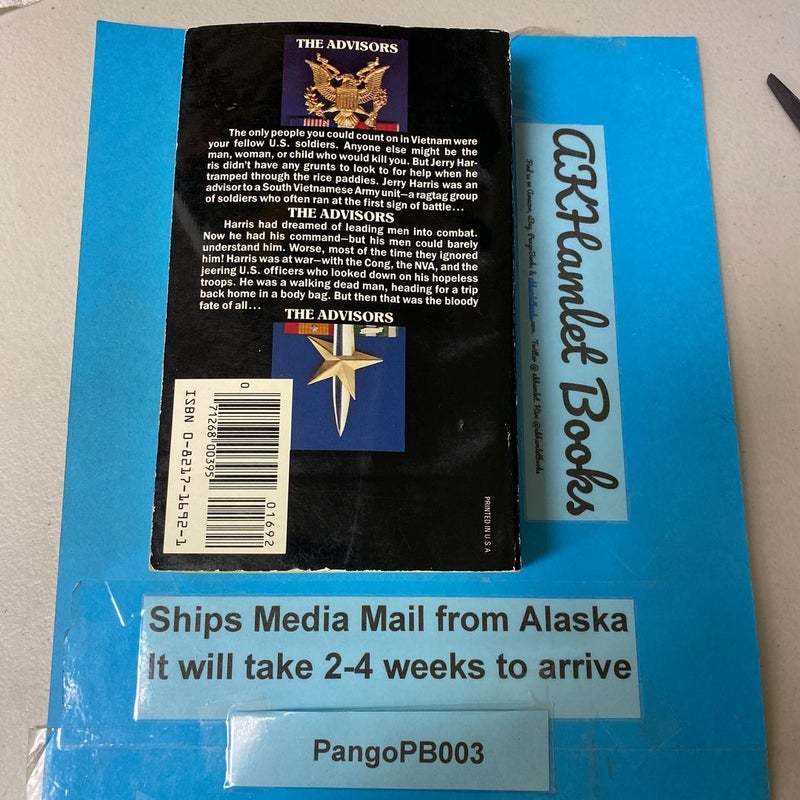 THE ADVISORS
The only people you could count on in Vietnam were
your fellow U.S. soldiers. Anyone else might be the
man, woman, or child who would kill you. But Jerry Har-
ris didn't have any grunts to look to for help when he
tramped through the rice paddies. Jerry Harris was an
advisor to a South Vietnamese Army unit—a ragtag group
of soldiers who often ran at the first sign of battle...
THE ADVISORS
Harris had dreamed of leading men into combat.
Now he had his command—but his men could barely
understand him. Worse, most of the time they ignored
him! Harris was at war—with the Cong, the NVA, and the
jeering U.S. officers who looked down on his hopeless
troops. He was a walking dead man, heading for a trip
back home in a body bag. But then that was the bloody
fate of all...
THE ADVISORS
ISBN 0-8217-1692-1
0
71268 00395
01692
PRINTED IN U.S.A.
AKHamlet Books
Find us on Amazon, eBay, PangoBooks &
Ships Media Mail from Alaska
It will take 2-4 weeks to arrive
PangoPB003